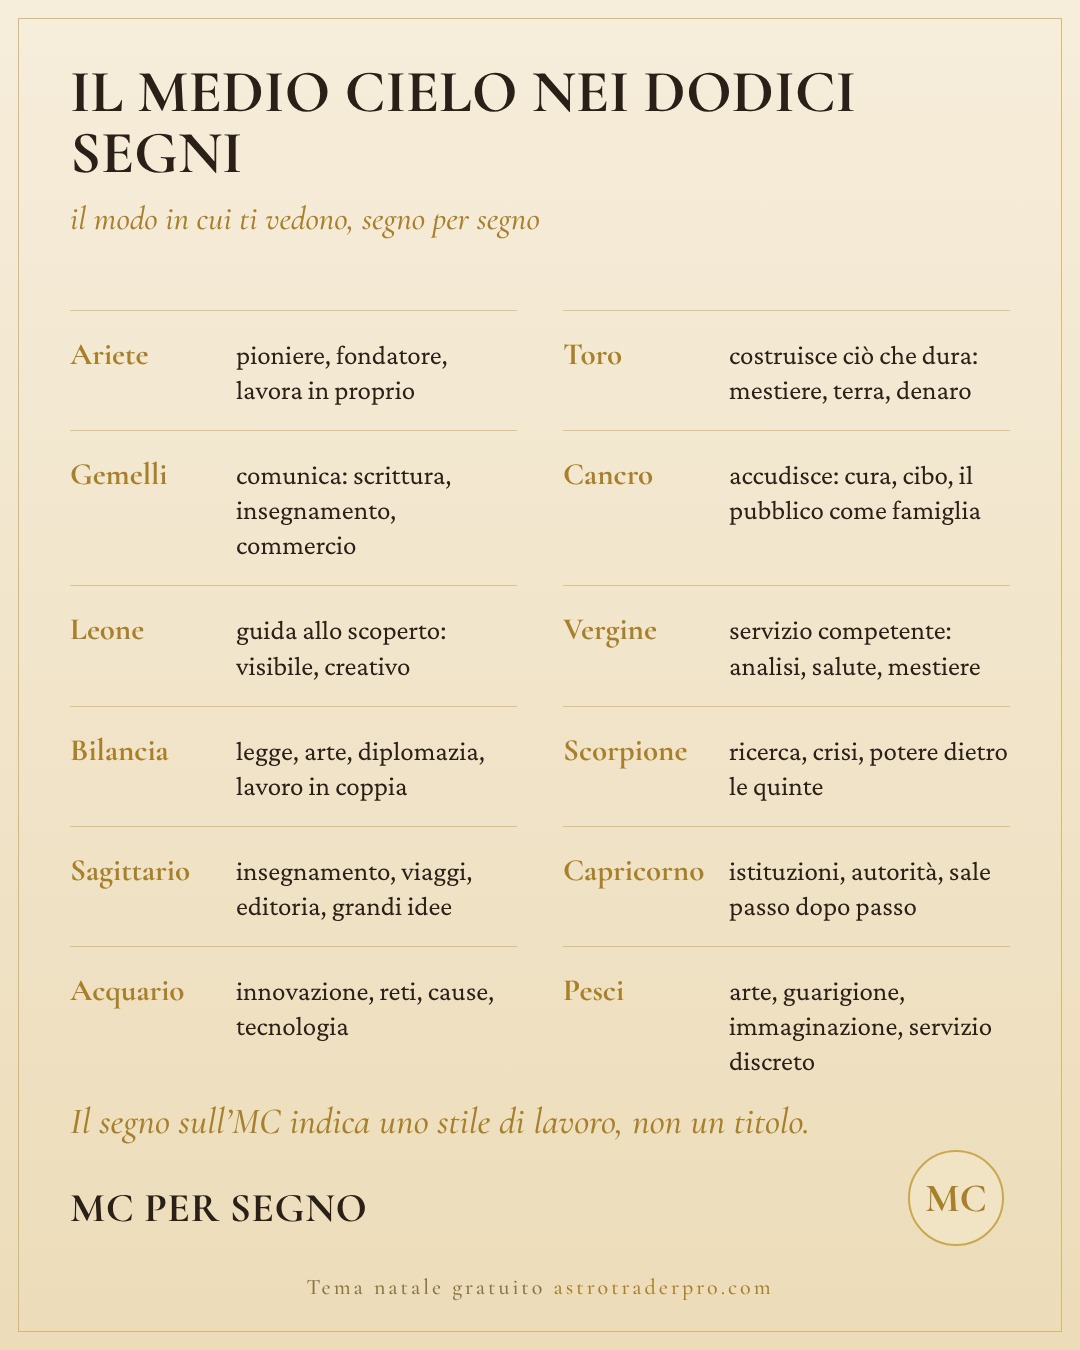 IL MEDIO CIELO NEI DODICI
SEGNI
il modo in cui ti vedono, segno per segno
Ariete
pioniere, fondatore,
lavora in proprio
Toro
costruisce ciò che dura:
mestiere, terra, denaro
Gemelli
comunica: scrittura,
insegnamento,
commercio
Cancro
accudisce: cura, cibo, il
pubblico come famiglia
Leone
guida allo scoperto:
visibile, creativo
Vergine
servizio competente:
analisi, salute, mestiere
Bilancia
legge, arte, diplomazia,
lavoro in coppia
Scorpione
ricerca, crisi, potere dietro
le quinte
Sagittario
insegnamento, viaggi,
editoria, grandi idee
Capricorno
istituzioni, autorità, sale
passo dopo passo
Acquario
innovazione, reti, cause,
tecnologia
Pesci
arte, guarigione,
immaginazione, servizio
discreto
Il segno sull’MC indica uno stile di lavoro, non un titolo.
MC PER SEGNO
MC
Tema natale gratuito astrotraderpro.com